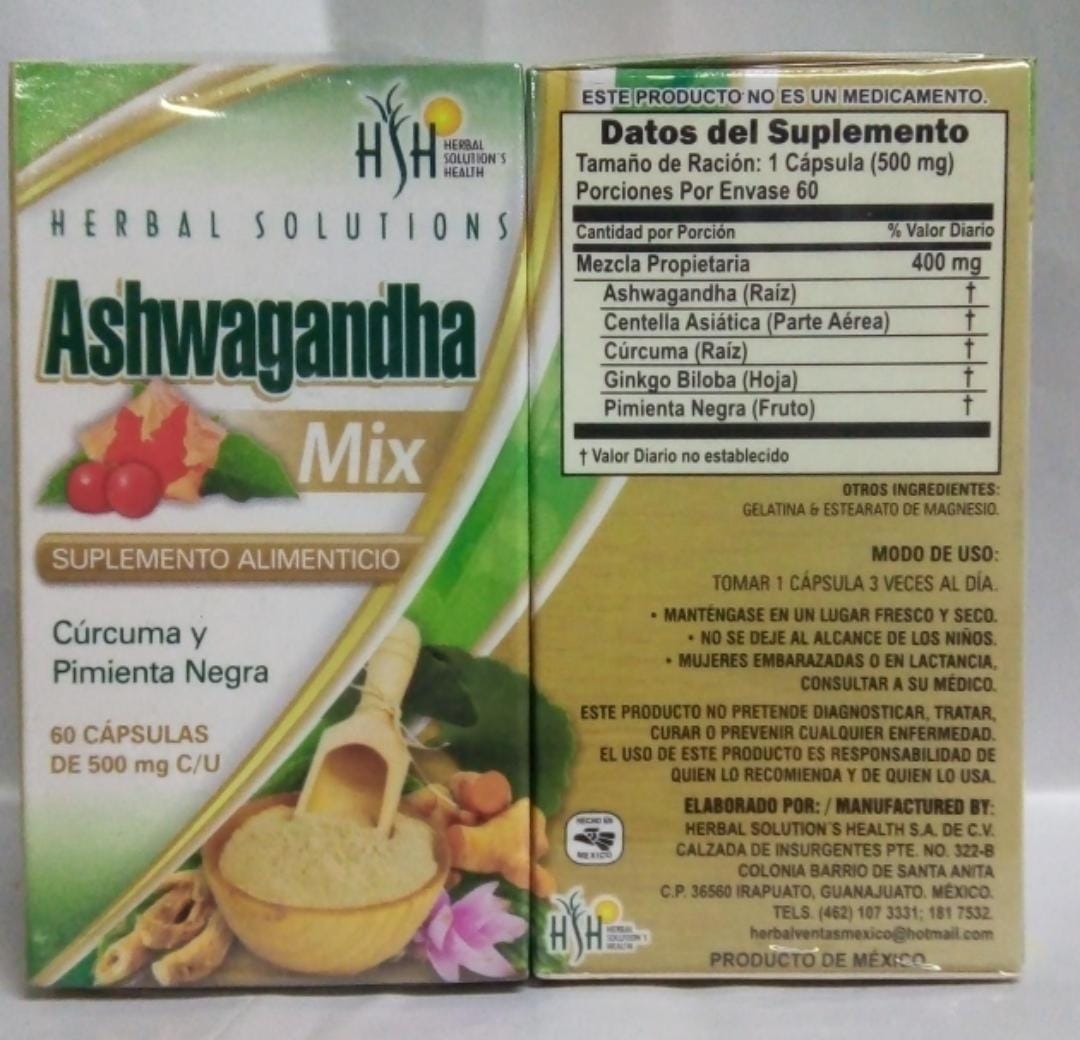 HSH
HERBAL
SOLUTION´S
HEALTH
HERBAL SOLUTIONS
Ashwagandha
Mix
SUPLEMENTO ALIMENTICIO
Cúrcuma y
Pimienta Negra
60 CÁPSULAS
DE 500 mg C/U
ESTE PRODUCTO NO ES UN MEDICAMENTO.
Datos del Suplemento
Tamaño de Ración: 1 Cápsula (500 mg)
Porciones Por Envase 60
Cantidad por Porción % Valor Diario
Mezcla Propietaria 400 mg
Ashwagandha (Raíz) †
Centella Asiática (Parte Aérea) †
Cúrcuma (Raíz) †
Ginkgo Biloba (Hoja) †
Pimienta Negra (Fruto) †
† Valor Diario no establecido
OTROS INGREDIENTES:
GELATINA & ESTEARATO DE MAGNESIO.
MODO DE USO:
TOMAR 1 CÁPSULA 3 VECES AL DÍA.
• MANTÉNGASE EN UN LUGAR FRESCO Y SECO.
• NO SE DEJE AL ALCANCE DE LOS NIÑOS.
• MUJERES EMBARAZADAS O EN LACTANCIA,
CONSULTAR A SU MÉDICO.
ESTE PRODUCTO NO PRETENDE DIAGNOSTICAR, TRATAR,
CURAR O PREVENIR CUALQUIER ENFERMEDAD.
EL USO DE ESTE PRODUCTO ES RESPONSABILIDAD DE
QUIEN LO RECOMIENDA Y DE QUIEN LO USA.
ELABORADO POR: / MANUFACTURED BY:
HERBAL SOLUTION´S HEALTH S.A. DE C.V.
CALZADA DE INSURGENTES PTE. NO. 322-B
COLONIA BARRIO DE SANTA ANITA
C.P. 36560 IRAPUATO, GUANAJUATO. MÉXICO.
TELS. (462) 107 3331; 181 7532.
herbalventasmexico@hotmail.com
PRODUCTO DE MÉXICO
HECHO EN
MEXICO
HSH
HERBAL
SOLUTION´S
HEALTH